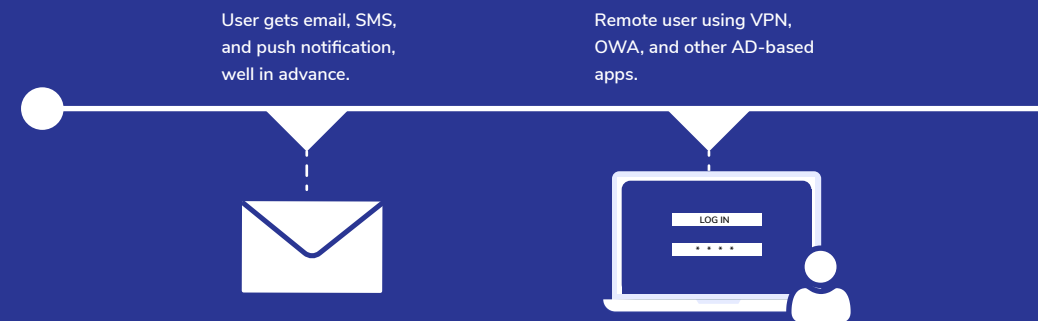 User gets email, SMS,
and push notification,
well in advance.
Remote user using VPN,
OWA, and other AD-based
apps.
LOG IN
* * * *